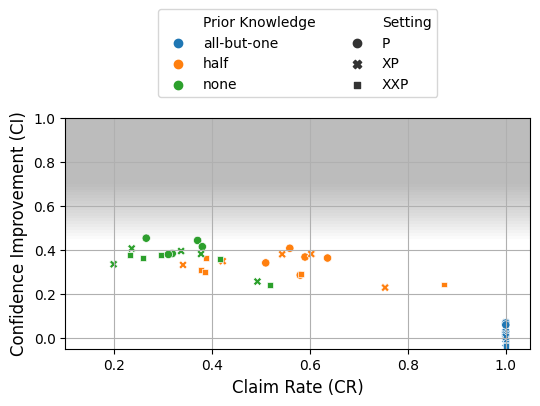 Prior Knowledge
all-but-one
half
none
Setting
P
XP
XXP
Confidence Improvement (CI)
1.0
0.8
0.6
0.4
0.2
0.0
0.2
0.4
0.6
0.8
1.0
Claim Rate (CR)